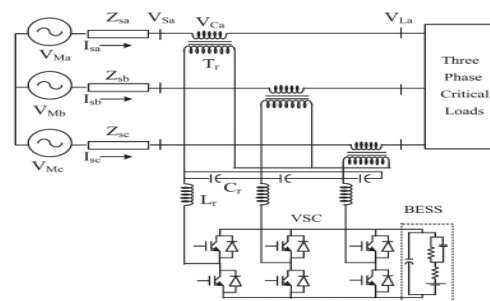 Z_sa V_Sa V_Ca V_La
V_Ma I_sa T_r
Z_sb
V_Mb I_sb
Three
Phase
Critical
Loads
Z_sc
V_Mc I_sc
L_r C_r
VSC BESS